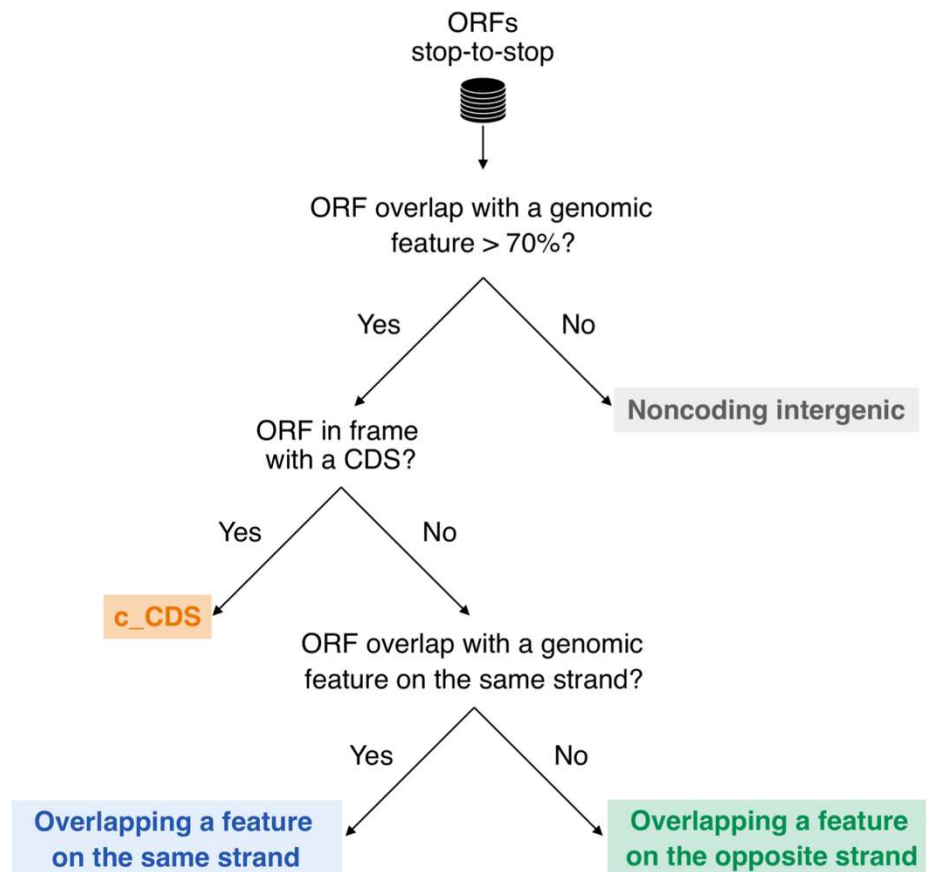 ORFs
stop-to-stop
ORF overlap with a genomic
feature > 70%?
Yes
No
Noncoding intergenic
ORF in frame
with a CDS?
Yes
No
c_CDS
ORF overlap with a genomic
feature on the same strand?
Yes
No
Overlapping a feature
on the same strand
Overlapping a feature
on the opposite strand